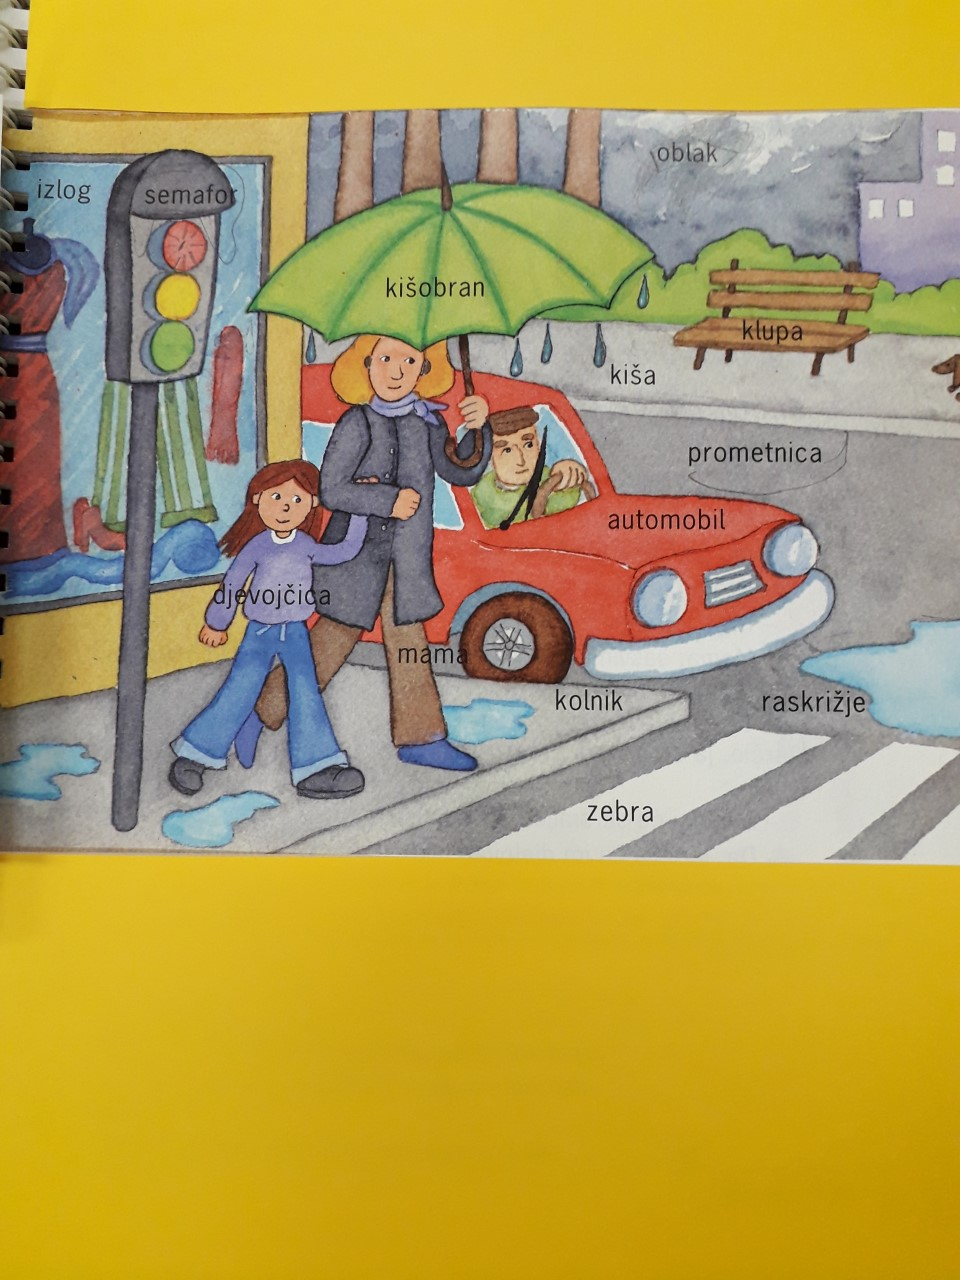 oblak
izlog
semafor
kišobran
klupa
kiša
prometnica
automobil
djevojčica
mama
kolnik
raskrižje
zebra